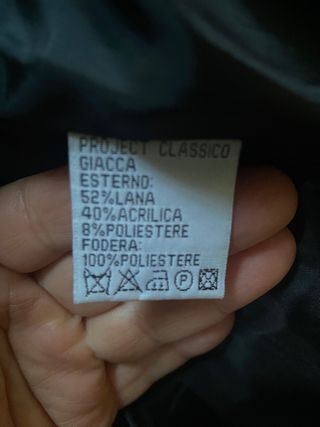 PROJECT CLASSICO
GIACCA
ESTERNO:
52%LANA
40%ACRILICA
8%POLIESTERE
FODERA:
100%POLIESTERE
P